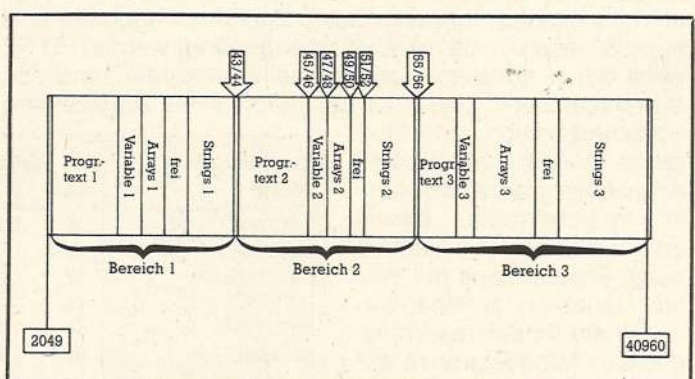 43/44
45/46
47/48
49/50
51/52
55/56
Progr.-
text 1
Variable 1
Arrays 1
frei
Strings 1
Progr.-
text 2
Variable 2
Arrays 2
frei
Strings 2
Progr.
text 3
Variable 3
Arrays 3
frei
Strings 3
Bereich 1
Bereich 2
Bereich 3
2049
40960